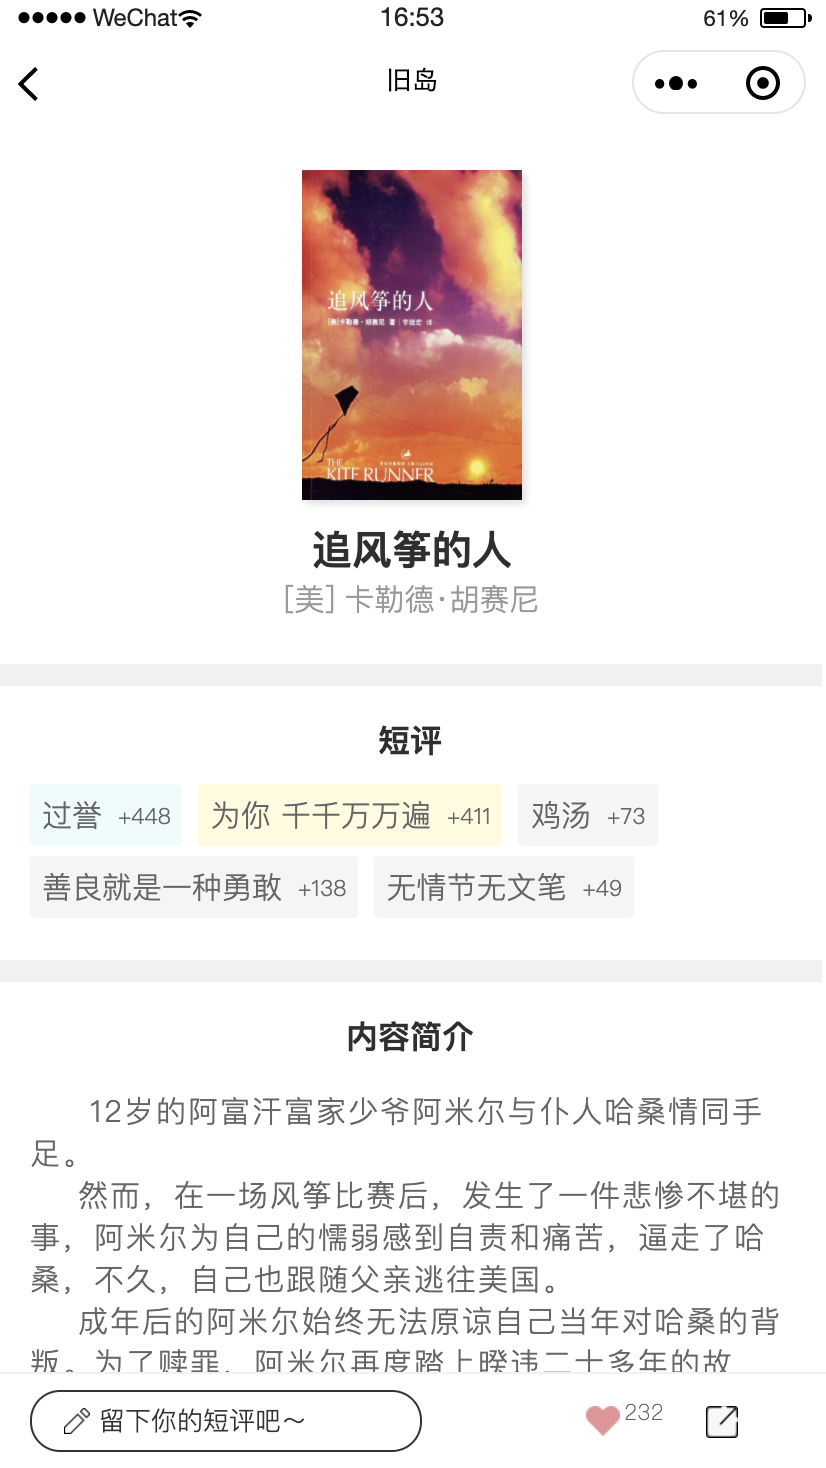 WeChat
16:53
61%
旧岛
追风筝的人
[美]卡勒德·胡赛尼 著 | 李继宏 译
THE
KITE RUNNER
追风筝的人
[美] 卡勒德·胡赛尼
短评
过誉 +448
为你 千千万万遍 +411
鸡汤 +73
善良就是一种勇敢 +138
无情节无文笔 +49
内容简介
12岁的阿富汗富家少爷阿米尔与仆人哈桑情同手
足。
然而，在一场风筝比赛后，发生了一件悲惨不堪的
事，阿米尔为自己的懦弱感到自责和痛苦，逼走了哈
桑，不久，自己也跟随父亲逃往美国。
成年后的阿米尔始终无法原谅自己当年对哈桑的背
叛。为了赎罪，阿米尔再度踏上暌违二十多年的故
留下你的短评吧～
232